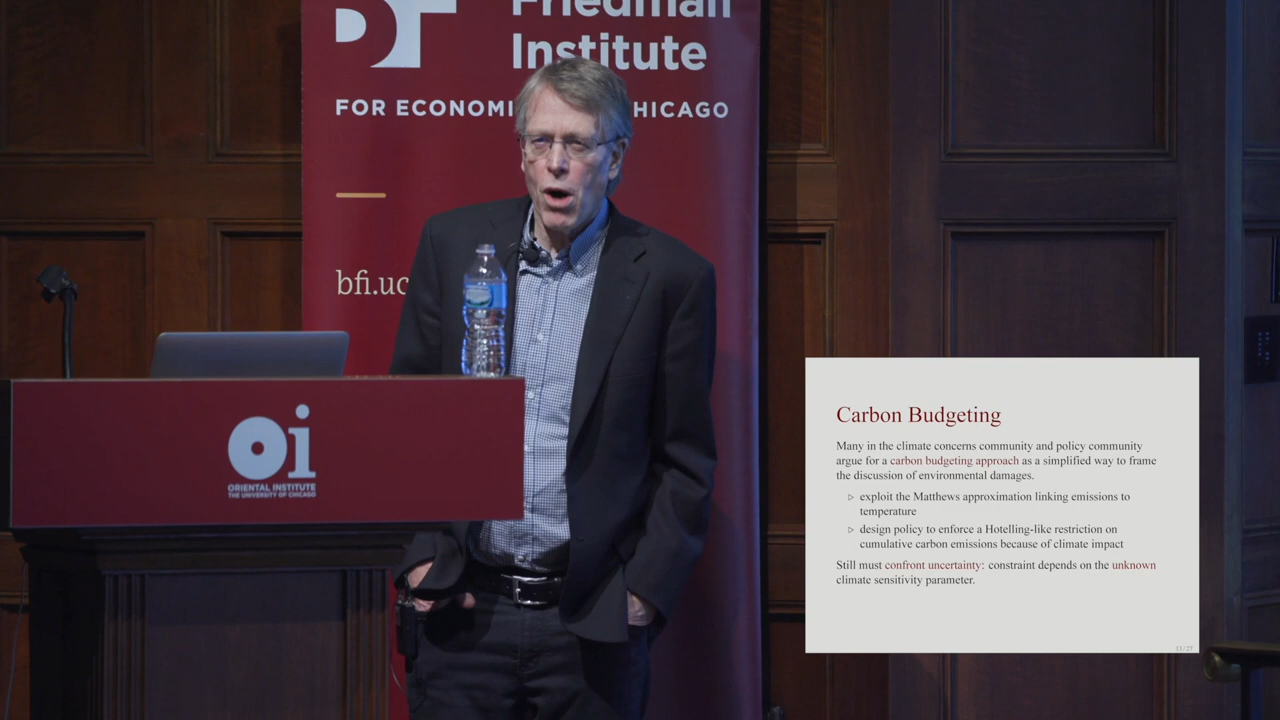 Friedman
Institute
FOR ECONOMI HICAGO
bfi.uc
oi
ORIENTAL INSTITUTE
THE UNIVERSITY OF CHICAGO
Carbon Budgeting
Many in the climate concerns community and policy community
argue for a carbon budgeting approach as a simplified way to frame
the discussion of environmental damages.
▷ exploit the Matthews approximation linking emissions to
temperature
▷ design policy to enforce a Hotelling-like restriction on
cumulative carbon emissions because of climate impact
Still must confront uncertainty: constraint depends on the unknown
climate sensitivity parameter.
11/27